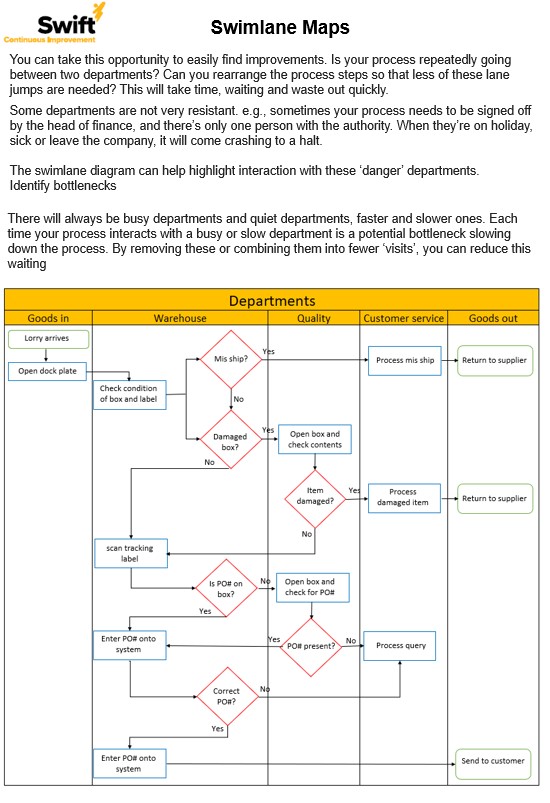 Swift
Continuous Improvement
Swimlane Maps
You can take this opportunity to easily find improvements. Is your process repeatedly going
between two departments? Can you rearrange the process steps so that less of these lane
jumps are needed? This will take time, waiting and waste out quickly.
Some departments are not very resistant. e.g., sometimes your process needs to be signed off
by the head of finance, and there's only one person with the authority. When they're on holiday,
sick or leave the company, it will come crashing to a halt.
The swimlane diagram can help highlight interaction with these 'danger' departments.
Identify bottlenecks
There will always be busy departments and quiet departments, faster and slower ones. Each
time your process interacts with a busy or slow department is a potential bottleneck slowing
down the process. By removing these or combining them into fewer 'visits', you can reduce this
waiting
Departments
Goods in
Warehouse
Quality
Customer service
Goods out
Lorry arrives
Open dock plate
Check condition
of box and label
Mis ship?
Yes
Process mis ship
Return to supplier
No
Damaged
box?
Yes
Open box and
check contents
No
Item
damaged?
Yes
Process
damaged item
Return to supplier
No
scan tracking
label
Is PO# on
box?
No
Open box and
check for PO#
Yes
Enter PO# onto
system
Yes
PO# present?
No
Process query
Correct
PO#?
No
Yes
Enter PO# onto
system
Send to customer